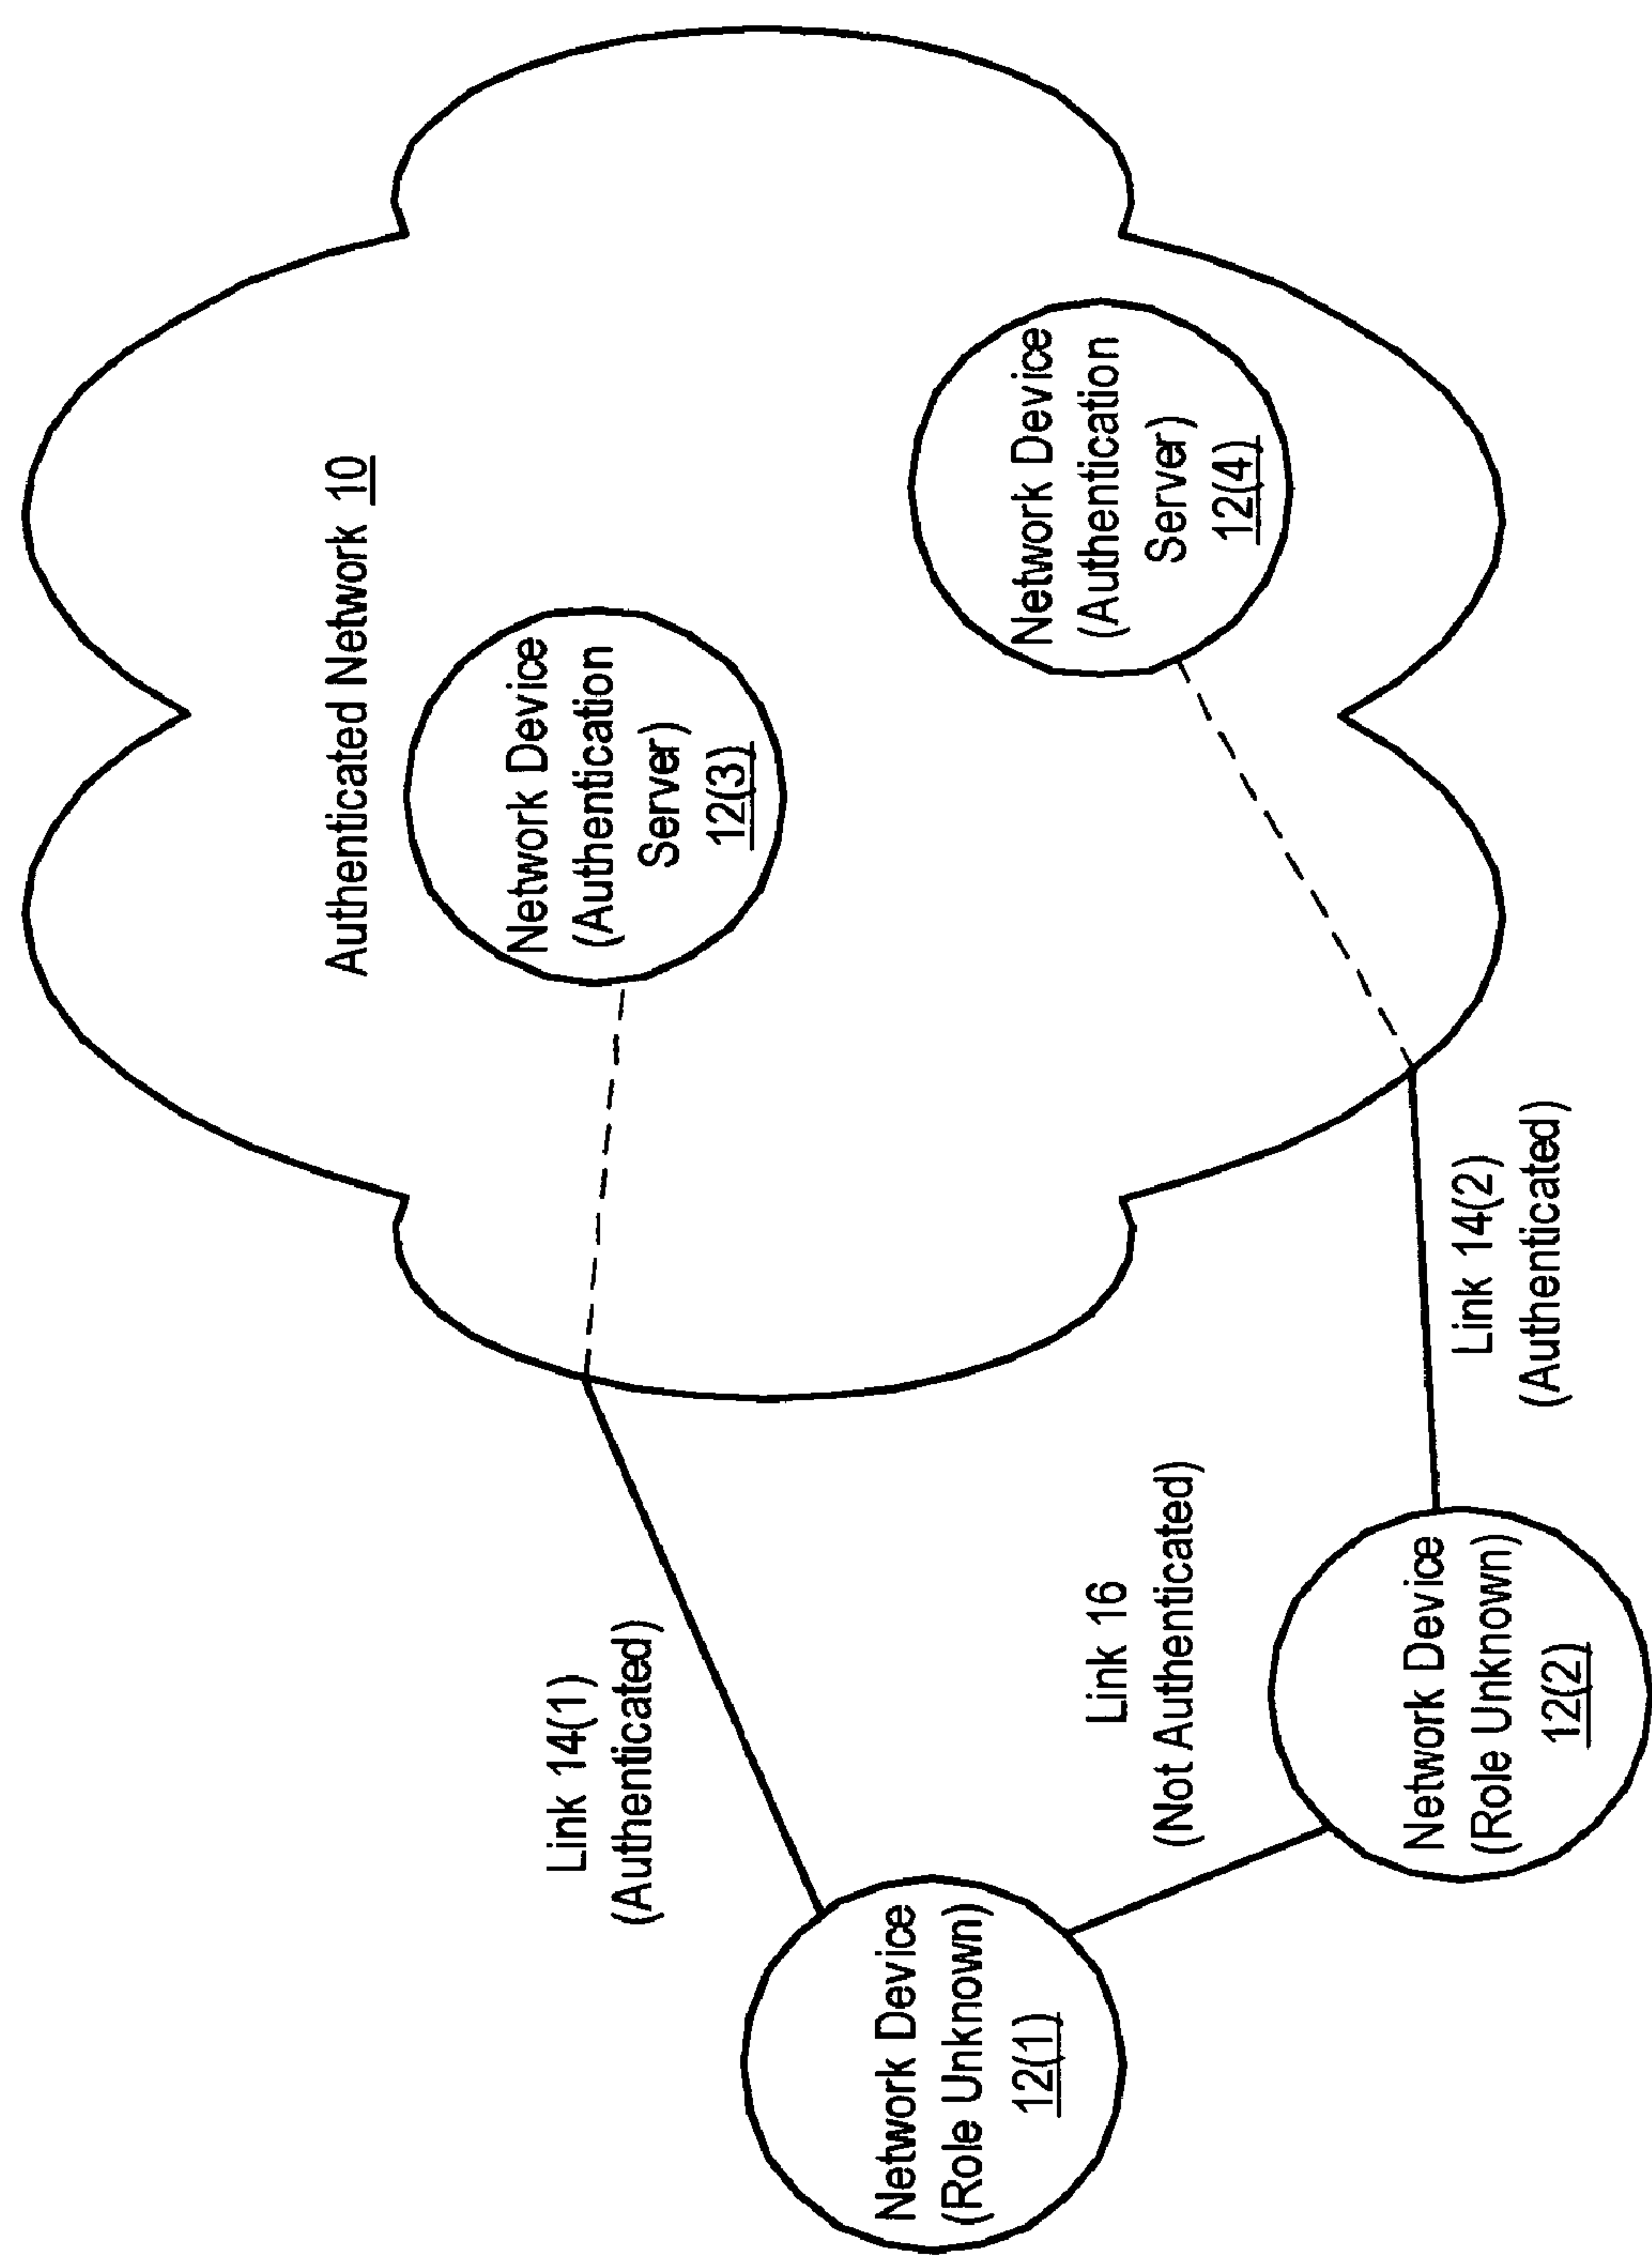 Authenticated Network 10
Network Device
(Authentication
Server)
12(3)
Network Device
(Authentication
Server)
12(4)
Link 14(1)
(Authenticated)
Link 16
(Not Authenticated)
Link 14(2)
(Authenticated)
Network Device
(Role Unknown)
12(1)
Network Device
(Role Unknown)
12(2)